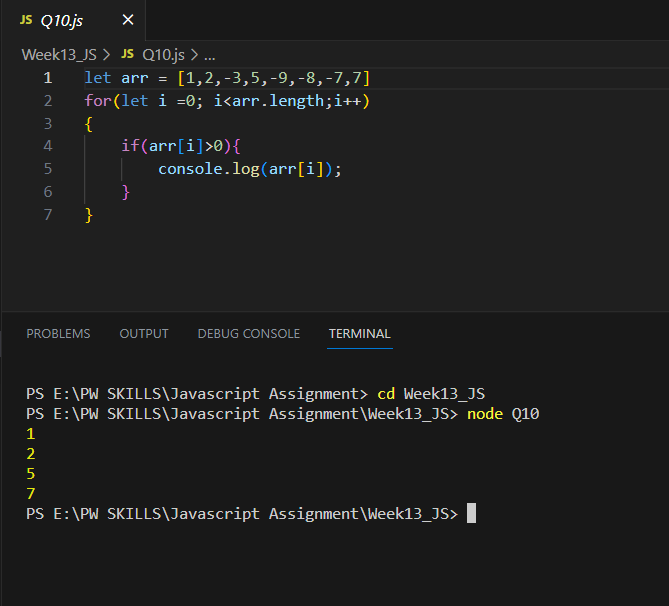 JS Q10.js ×
Week13_JS > JS Q10.js > ...
1 let arr = [1,2,-3,5,-9,-8,-7,7]
2 for(let i =0; i<arr.length;i++)
3 {
4 if(arr[i]>0){
5 console.log(arr[i]);
6 }
7 }
PROBLEMS OUTPUT DEBUG CONSOLE TERMINAL
PS E:\PW SKILLS\Javascript Assignment> cd Week13_JS
PS E:\PW SKILLS\Javascript Assignment\Week13_JS> node Q10
1
2
5
7
PS E:\PW SKILLS\Javascript Assignment\Week13_JS>